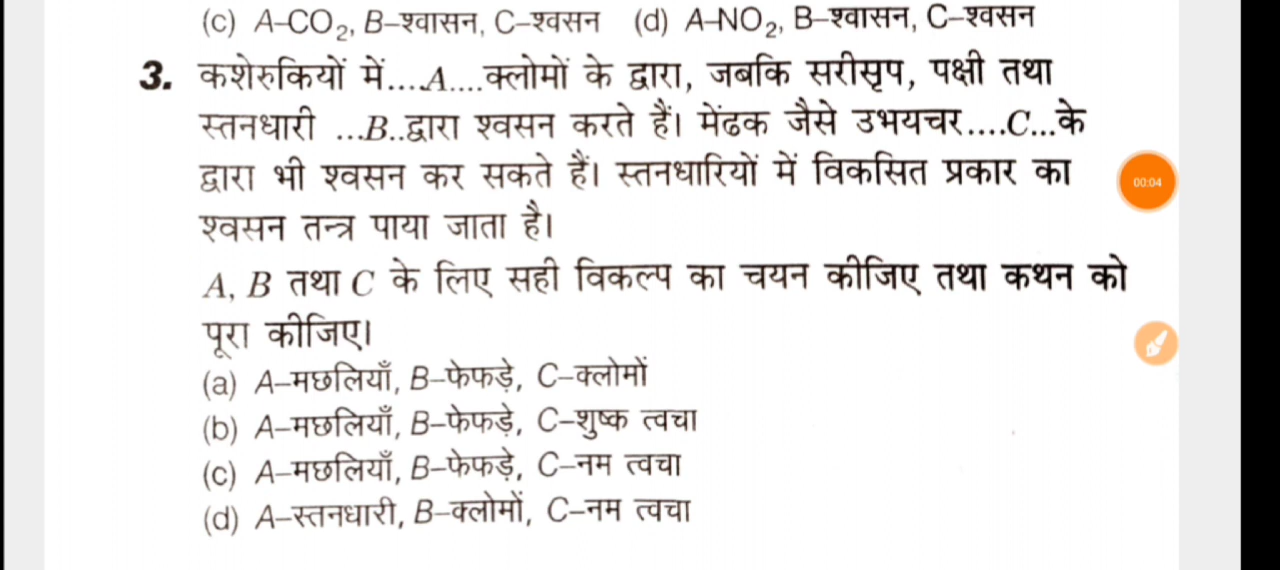 (c) A–CO₂, B–श्वासन, C–श्वसन (d) A–NO₂, B–श्वासन, C–श्वसन
3. कशेरुकियों में....A....क्लोमों के द्वारा, जबकि सरीसृप, पक्षी तथा
स्तनधारी ...B..द्वारा श्वसन करते हैं। मेंढक जैसे उभयचर....C...के
द्वारा भी श्वसन कर सकते हैं। स्तनधारियों में विकसित प्रकार का
00:04
श्वसन तन्त्र पाया जाता है।
A, B तथा C के लिए सही विकल्प का चयन कीजिए तथा कथन को
पूरा कीजिए।
(a) A–मछलियाँ, B–फेफड़े, C–क्लोमों
(b) A–मछलियाँ, B–फेफड़े, C–शुष्क त्वचा
(c) A–मछलियाँ, B–फेफड़े, C–नम त्वचा
(d) A–स्तनधारी, B–क्लोमों, C–नम त्वचा